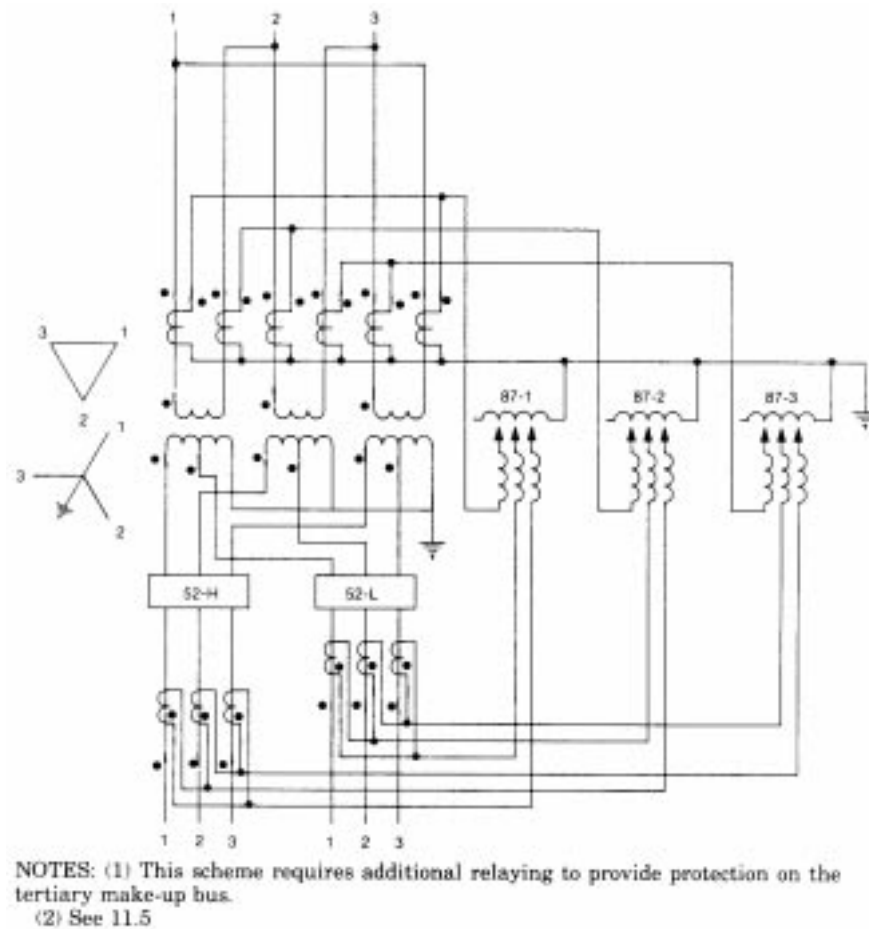 1 2 3
3 1
2
1
3
2
87-1 87-2 87-3
52-H 52-L
1 2 3 1 2 3
NOTES: (1) This scheme requires additional relaying to provide protection on the
tertiary make-up bus.
(2) See 11.5